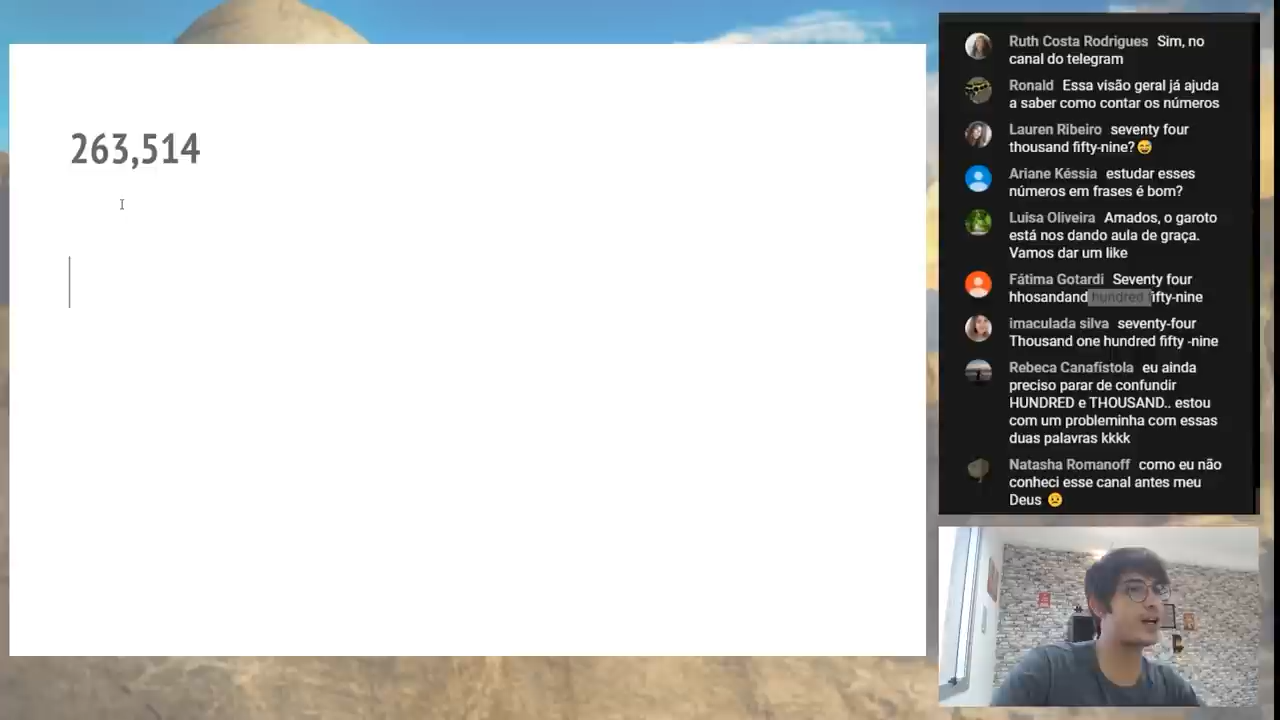 263,514
Ruth Costa Rodrigues Sim, no
canal do telegram
Ronald Essa visão geral já ajuda
a saber como contar os números
Lauren Ribeiro seventy four
thousand fifty-nine?😅
Ariane Késsia estudar esses
números em frases é bom?
Luisa Oliveira Amados, o garoto
está nos dando aula de graça.
Vamos dar um like
Fátima Gotardi Seventy four
hhosandand hundred fifty-nine
imaculada silva seventy-four
Thousand one hundred fifty -nine
Rebeca Canafístola eu ainda
preciso parar de confundir
HUNDRED e THOUSAND.. estou
com um probleminha com essas
duas palavras kkkk
Natasha Romanoff como eu não
conheci esse canal antes meu
Deus ☹️